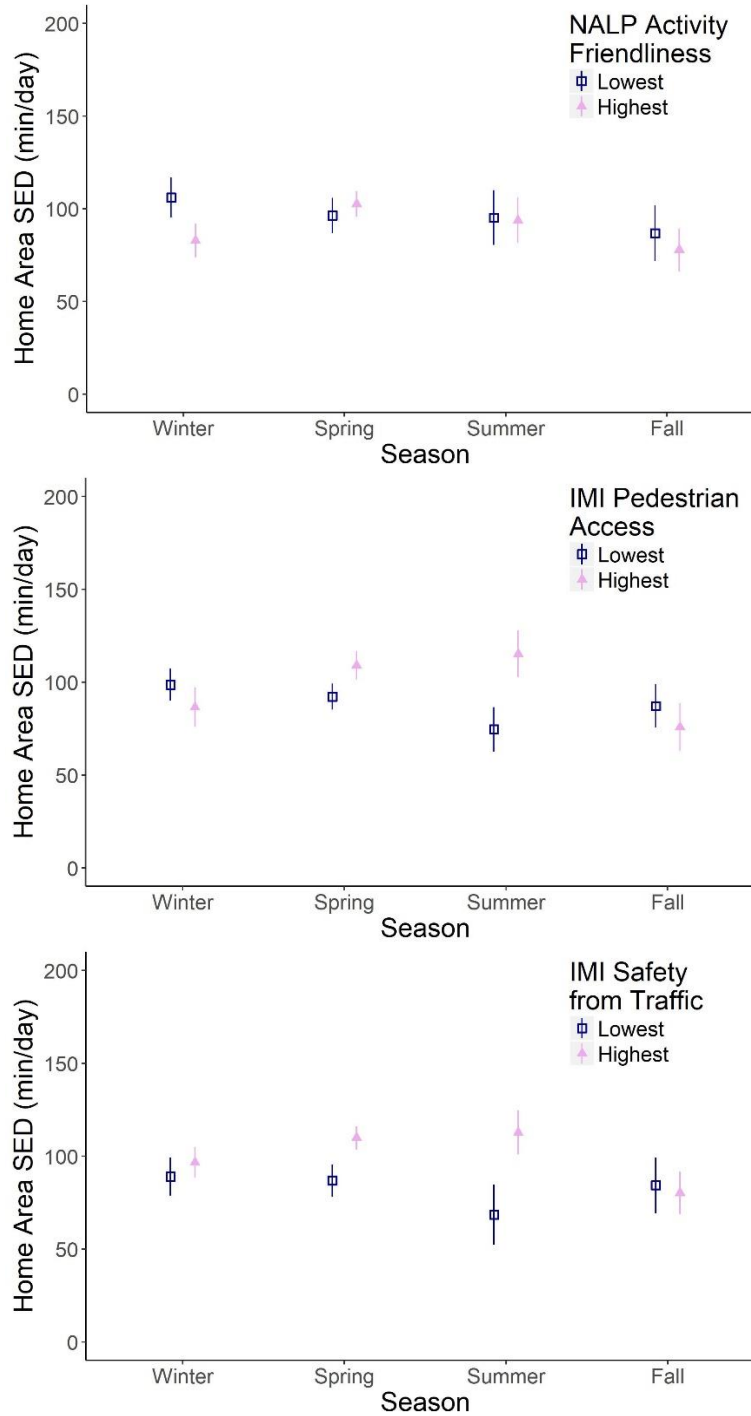 NALP Activity
Friendliness
Lowest
Highest
Home Area SED (min/day)
200
150
100
50
0
Winter Spring Summer Fall
Season
IMI Pedestrian
Access
Lowest
Highest
Home Area SED (min/day)
200
150
100
50
0
Winter Spring Summer Fall
Season
IMI Safety
from Traffic
Lowest
Highest
Home Area SED (min/day)
200
150
100
50
0
Winter Spring Summer Fall
Season